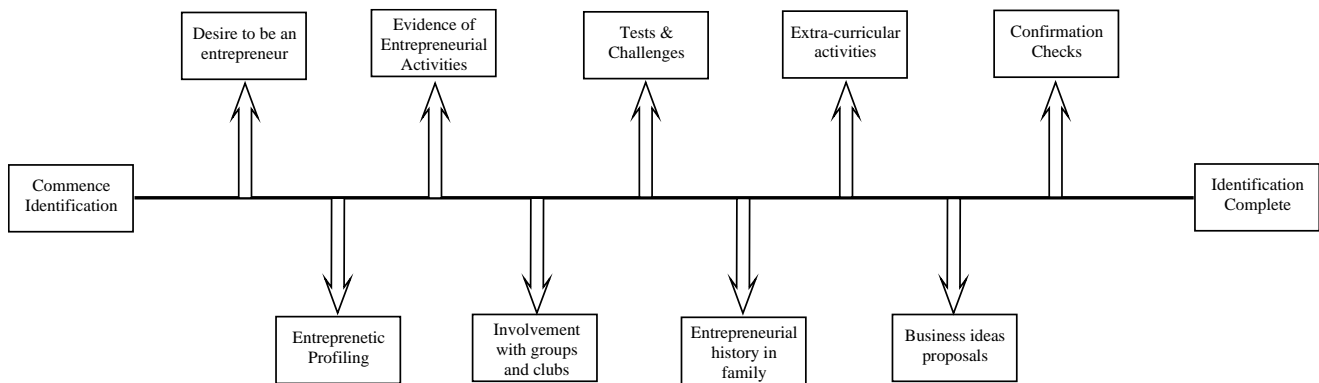 Desire to be an
entrepreneur
Evidence of
Entrepreneurial
Activities
Tests &
Challenges
Extra-curricular
activities
Confirmation
Checks
Commence
Identification
Identification
Complete
Entreprenetic
Profiling
Involvement
with groups
and clubs
Entrepreneurial
history in
family
Business ideas
proposals